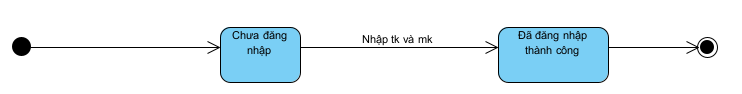 Chưa đăng
nhập
Nhập tk và mk
Đã đăng nhập
thành công